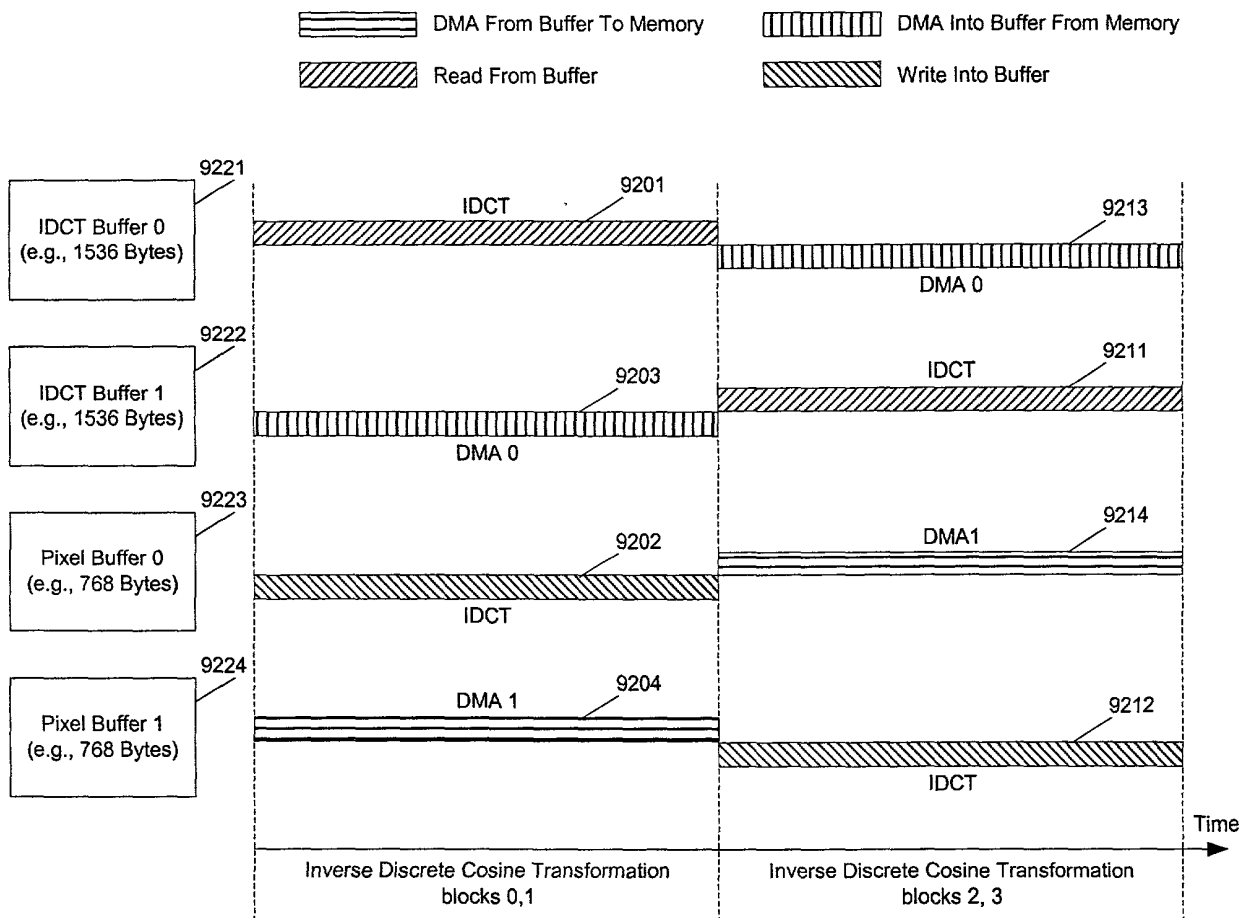 DMA From Buffer To Memory
DMA Into Buffer From Memory
Read From Buffer
Write Into Buffer
9221
IDCT Buffer 0
(e.g., 1536 Bytes)
IDCT
9201
9213
DMA 0
9222
IDCT Buffer 1
(e.g., 1536 Bytes)
9203
DMA 0
IDCT
9211
9223
Pixel Buffer 0
(e.g., 768 Bytes)
9202
IDCT
DMA1
9214
9224
Pixel Buffer 1
(e.g., 768 Bytes)
DMA 1
9204
9212
IDCT
Time
Inverse Discrete Cosine Transformation
blocks 0,1
Inverse Discrete Cosine Transformation
blocks 2, 3